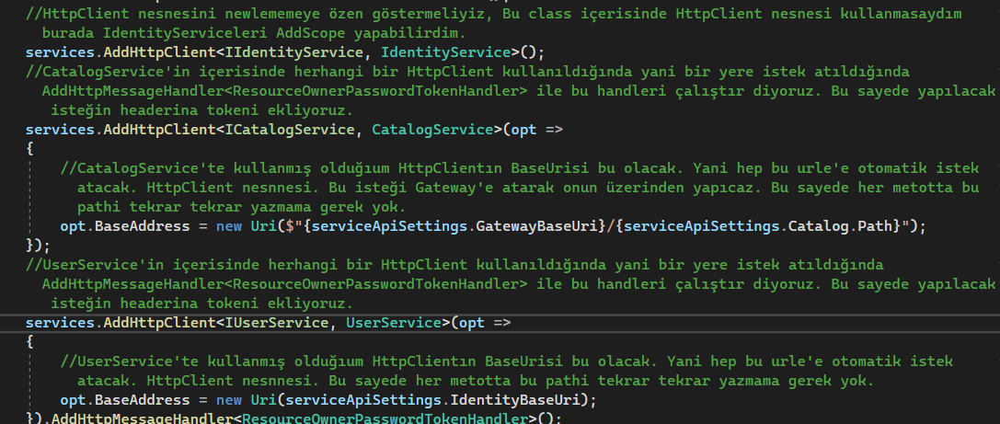 //HttpClient nesnesini newlememeye özen göstermeliyiz, Bu class içerisinde HttpClient nesnesi kullanmasaydım
burada IdentityServiceleri AddScope yapabilirdim.
services.AddHttpClient<IIdentityService, IdentityService>();
//CatalogService'in içerisinde herhangi bir HttpClient kullanıldığında yani bir yere istek atıldığında
AddHttpMessageHandler<ResourceOwnerPasswordTokenHandler> ile bu handleri çalıştır diyoruz. Bu sayede yapılacak
isteğin headerina tokeni ekliyoruz.
services.AddHttpClient<ICatalogService, CatalogService>(opt =>
{
//CatalogService'te kullanmış olduğıum HttpClientın BaseUrisi bu olacak. Yani hep bu urle'e otomatik istek
atacak. HttpClient nesnnesi. Bu isteği Gateway'e atarak onun üzerinden yapıcaz. Bu sayede her metotta bu
pathi tekrar tekrar yazmama gerek yok.
opt.BaseAddress = new Uri($"{serviceApiSettings.GatewayBaseUri}/{serviceApiSettings.Catalog.Path}");
});
//UserService'in içerisinde herhangi bir HttpClient kullanıldığında yani bir yere istek atıldığında
AddHttpMessageHandler<ResourceOwnerPasswordTokenHandler> ile bu handleri çalıştır diyoruz. Bu sayede yapılacak
isteğin headerina tokeni ekliyoruz.
services.AddHttpClient<IUserService, UserService>(opt =>
{
//UserService'te kullanmış olduğıum HttpClientın BaseUrisi bu olacak. Yani hep bu urle'e otomatik istek
atacak. HttpClient nesnnesi. Bu sayede her metotta bu pathi tekrar tekrar yazmama gerek yok.
opt.BaseAddress = new Uri(serviceApiSettings.IdentityBaseUri);
}).AddHttpMessageHandler<ResourceOwnerPasswordTokenHandler>();